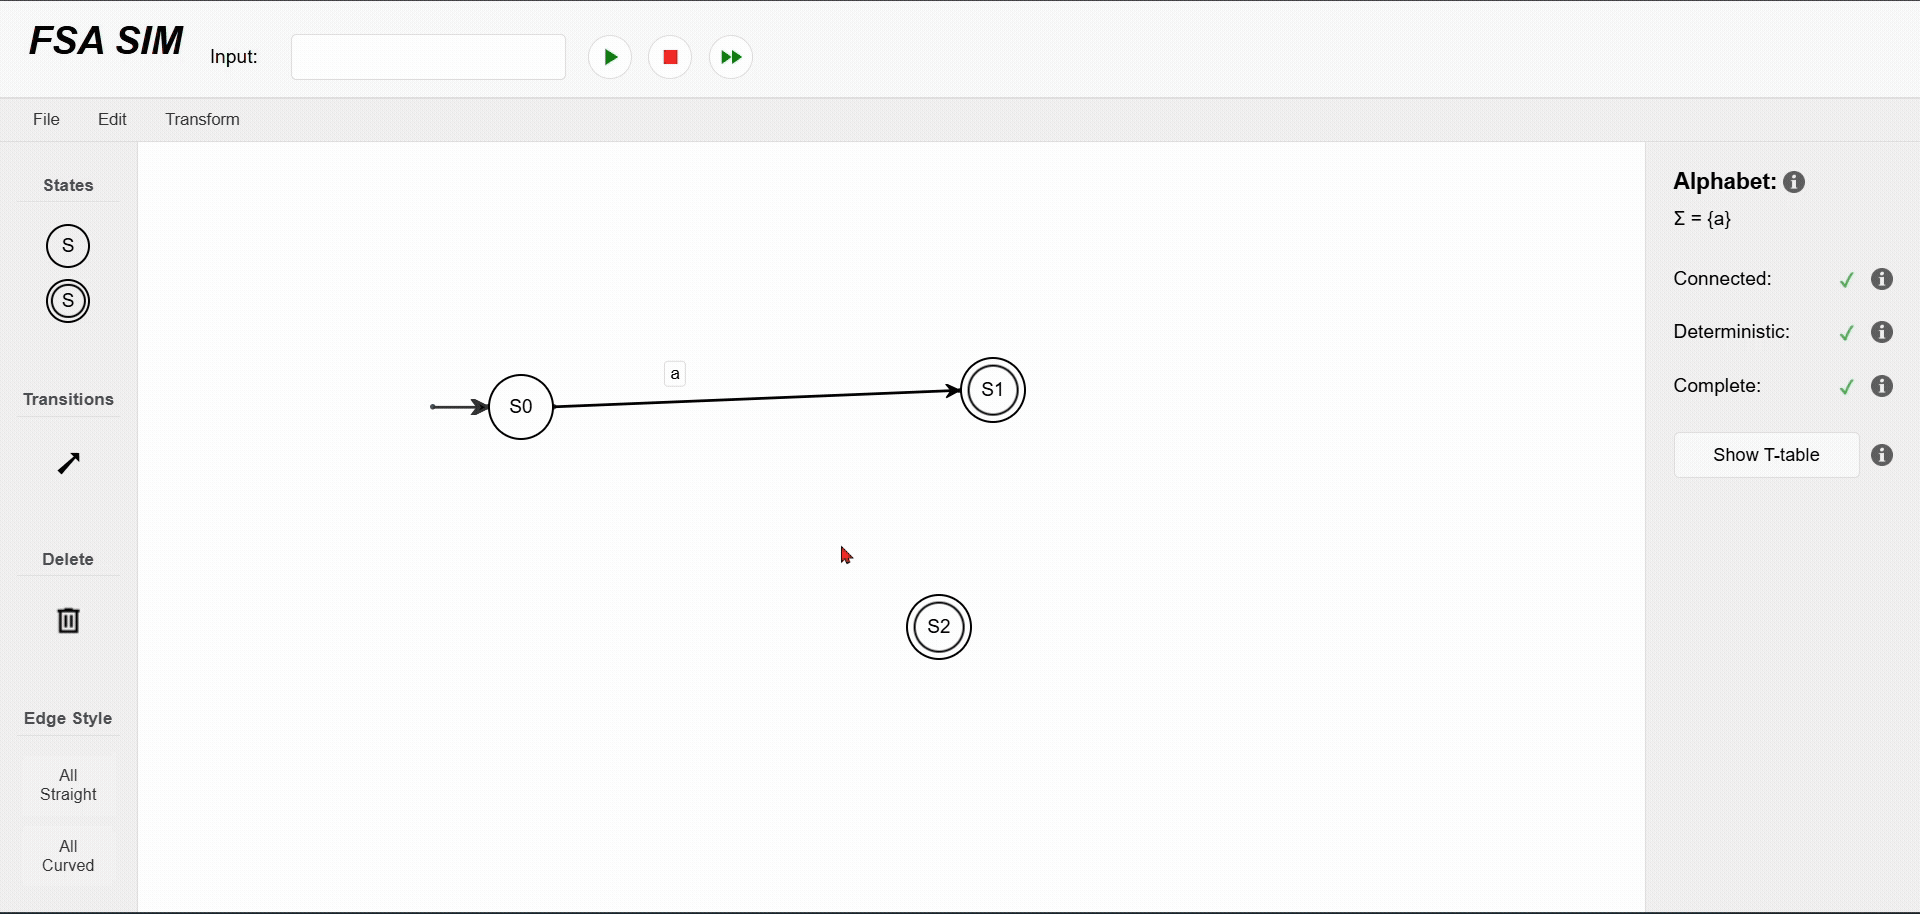 FSA SIM
Input:
File Edit Transform
States
S
S
Transitions
Delete
Edge Style
All
Straight
All
Curved
S0
a
S1
S2
Alphabet:
Σ = {a}
Connected: ✓
Deterministic: ✓
Complete: ✓
Show T-table